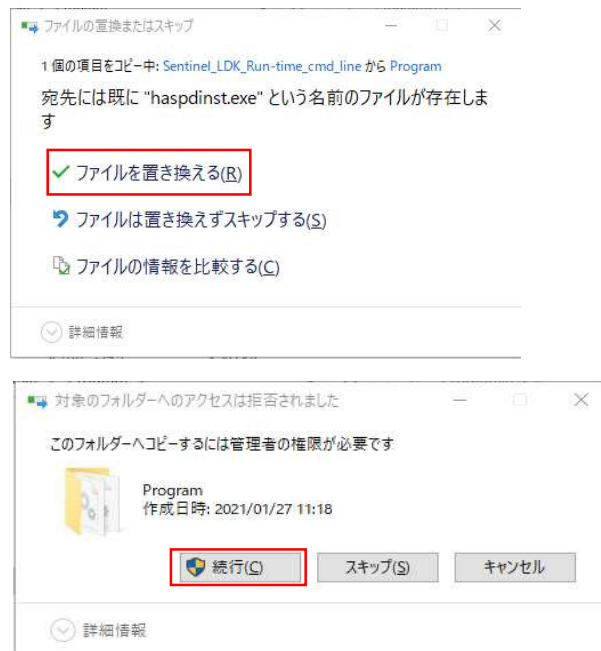 ファイルの置換またはスキップ
1 個の項目をコピー中: Sentinel_LDK_Run-time_cmd_line から Program
宛先には既に "haspdinst.exe" という名前のファイルが存在しま
す
ファイルを置き換える(R)
ファイルは置き換えずスキップする(S)
ファイルの情報を比較する(C)
詳細情報
対象のフォルダーへのアクセスは拒否されました
このフォルダーへコピーするには管理者の権限が必要です
Program
作成日時: 2021/01/27 11:18
続行(C) スキップ(S) キャンセル
詳細情報